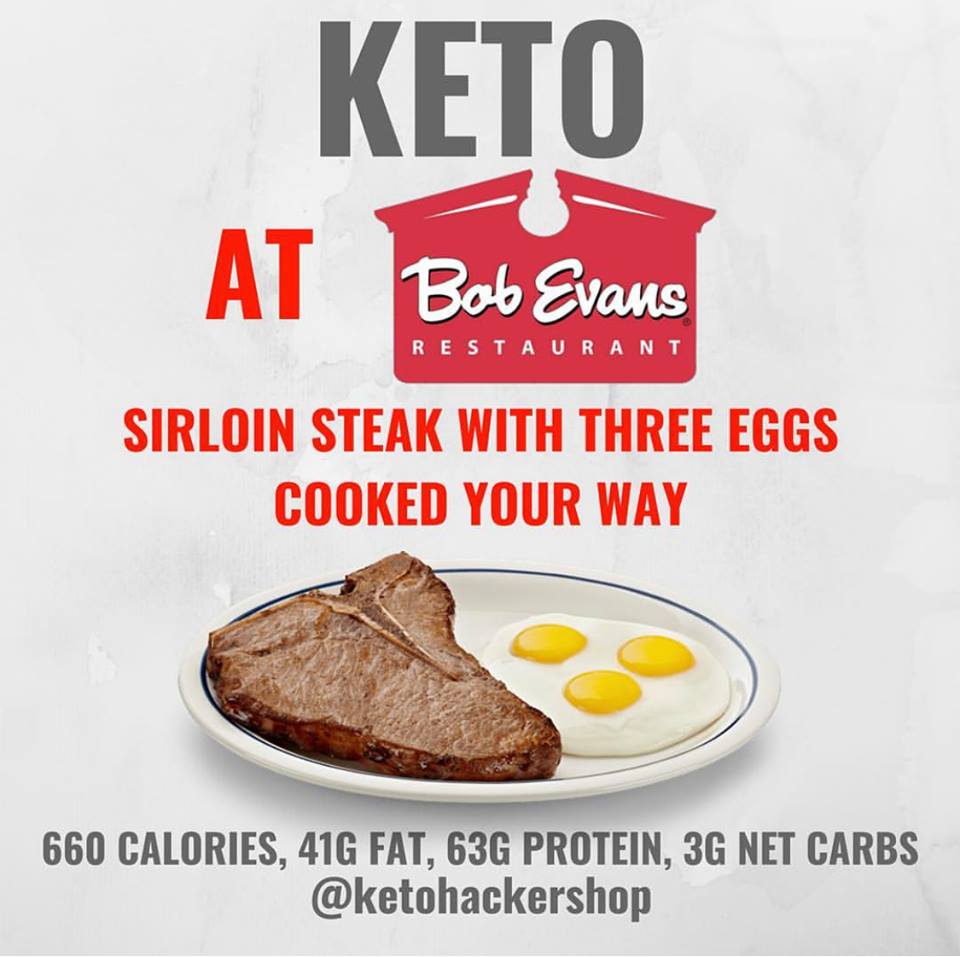 KETO
AT
Bob Evans®
RESTAURANT
SIRLOIN STEAK WITH THREE EGGS
COOKED YOUR WAY
660 CALORIES, 41G FAT, 63G PROTEIN, 3G NET CARBS
@ketohackershop